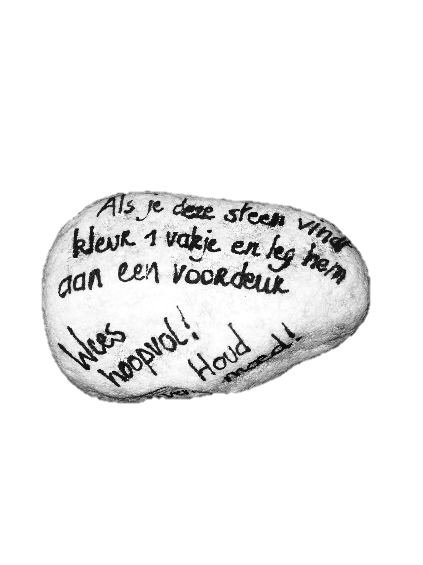 Als je deze steen vindt
kleur 1 vakje en leg hem
aan een voordeur
Wees
hoopvol!
Houd
moed!